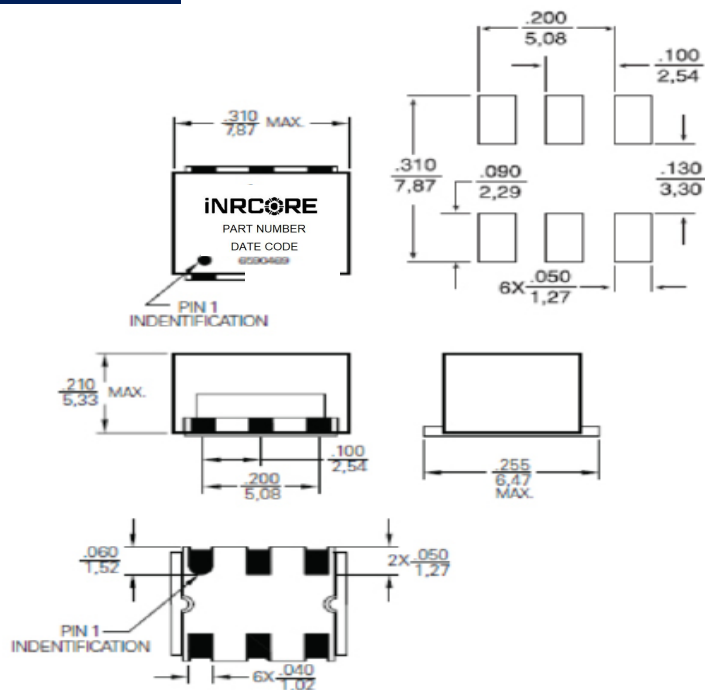 .200
5,08
.100
2,54
.310
7,87 MAX.
.310
7,87
.090
2,29
.130
3,30
iNRCORE
PART NUMBER
DATE CODE
6590469
6X .050
1,27
PIN 1
INDENTIFICATION
.210
5,33 MAX.
.100
2,54
.200
5,08
.255
6,47
MAX.
.060
1,52
2X .050
1,27
PIN 1
INDENTIFICATION
6X .040
1,02